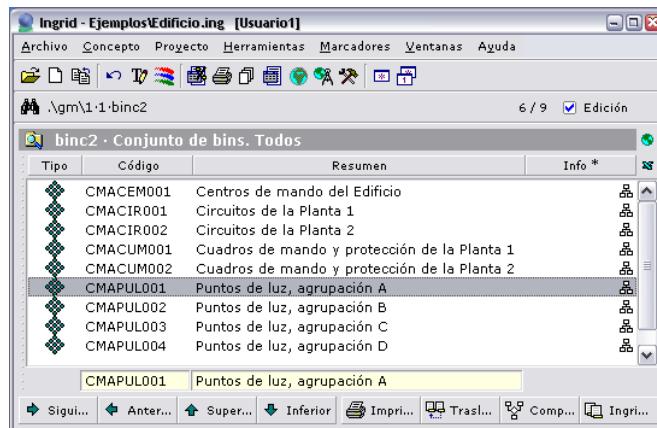 Ingrid - Ejemplos\Edificio.ing [Usuario1]
Archivo Concepto Proyecto Herramientas Marcadores Ventanas Ayuda
.\gm\1·1·binc2 6 / 9 Edición
binc2 · Conjunto de bins. Todos
Tipo Código Resumen Info *
CMACEM001 Centros de mando del Edificio
CMACIR001 Circuitos de la Planta 1
CMACIR002 Circuitos de la Planta 2
CMACUM001 Cuadros de mando y protección de la Planta 1
CMACUM002 Cuadros de mando y protección de la Planta 2
CMAPUL001 Puntos de luz, agrupación A
CMAPUL002 Puntos de luz, agrupación B
CMAPUL003 Puntos de luz, agrupación C
CMAPUL004 Puntos de luz, agrupación D
CMAPUL001 Puntos de luz, agrupación A
Sigui... Anter... Super... Inferior Impri... Trasl... Comp... Ingri...